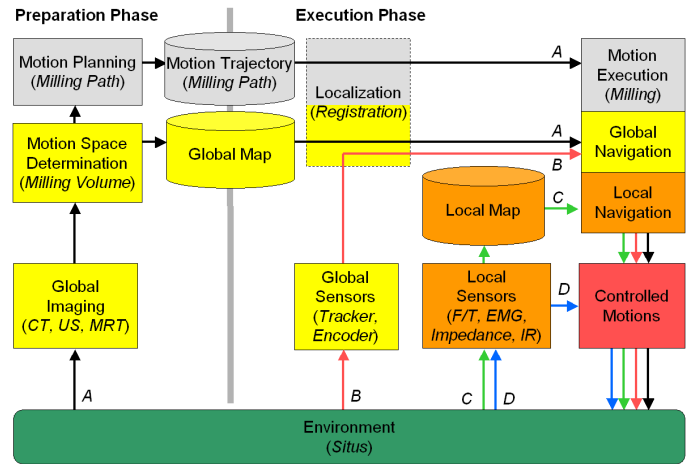 Preparation Phase
Execution Phase
Motion Planning
(Milling Path)
Motion Trajectory
(Milling Path)
Localization
(Registration)
A
Motion
Execution
(Milling)
Motion Space
Determination
(Milling Volume)
Global Map
A
B
Global
Navigation
Local Map
C
Local
Navigation
Global
Imaging
(CT, US, MRT)
Global
Sensors
(Tracker,
Encoder)
Local
Sensors
(F/T, EMG,
Impedance, IR)
D
Controlled
Motions
A
B
C
D
Environment
(Situs)